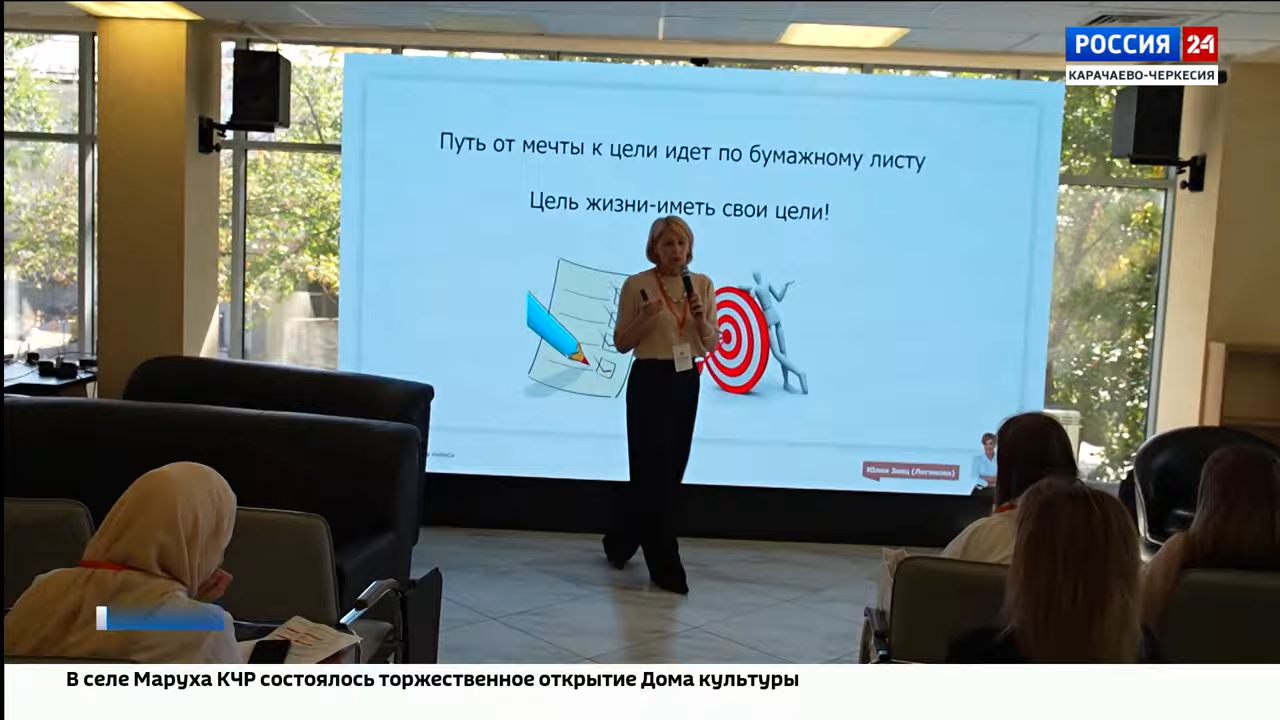 РОССИЯ 24
КАРАЧАЕВО-ЧЕРКЕСИЯ
Путь от мечты к цели идет по бумажному листу
Цель жизни-иметь свои цели!
Юлия Заяц (Логинова)
В селе Маруха КЧР состоялось торжественное открытие Дома культуры